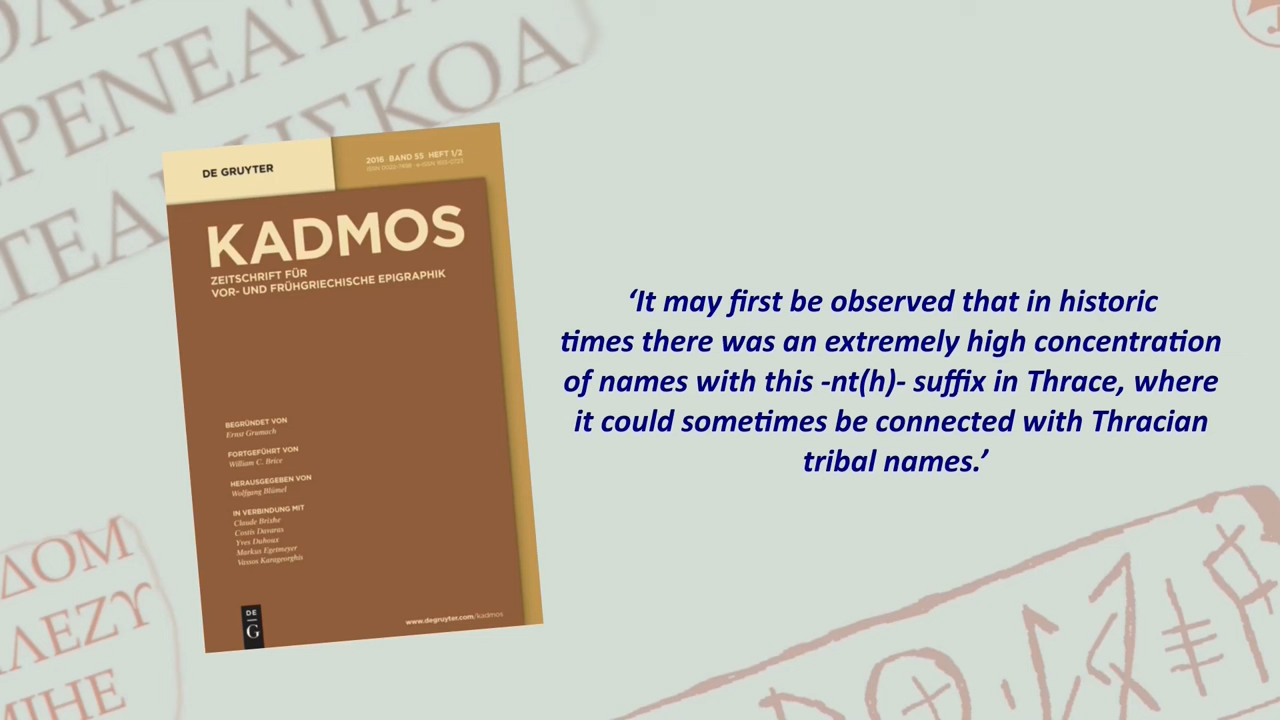 ΡΕΝΕΑΤΙ
ΣΚΟΑ
ΤΕΑ
DE GRUYTER
2016 BAND 55 HEFT 1/2
KADMOS
ZEITSCHRIFT FÜR
VOR- UND FRÜHGRIECHISCHE EPIGRAPHIK
BEGRÜNDET VON
Ernst Grumach
FORTGEFÜHRT VON
William C. Brice
HERAUSGEGEBEN VON
Wolfgang Blümel
IN VERBINDUNG MIT
Claude Brixhe
Costis Davaras
Yves Duhoux
Markus Egetmeyer
Vassos Karageorghis
DE
G
www.degruyter.com/kadmos
‘It may first be observed that in historic
times there was an extremely high concentration
of names with this -nt(h)- suffix in Thrace, where
it could sometimes be connected with Thracian
tribal names.’
ΔΟΜ
ΛΕΖΥ
ΜΙΗΕ